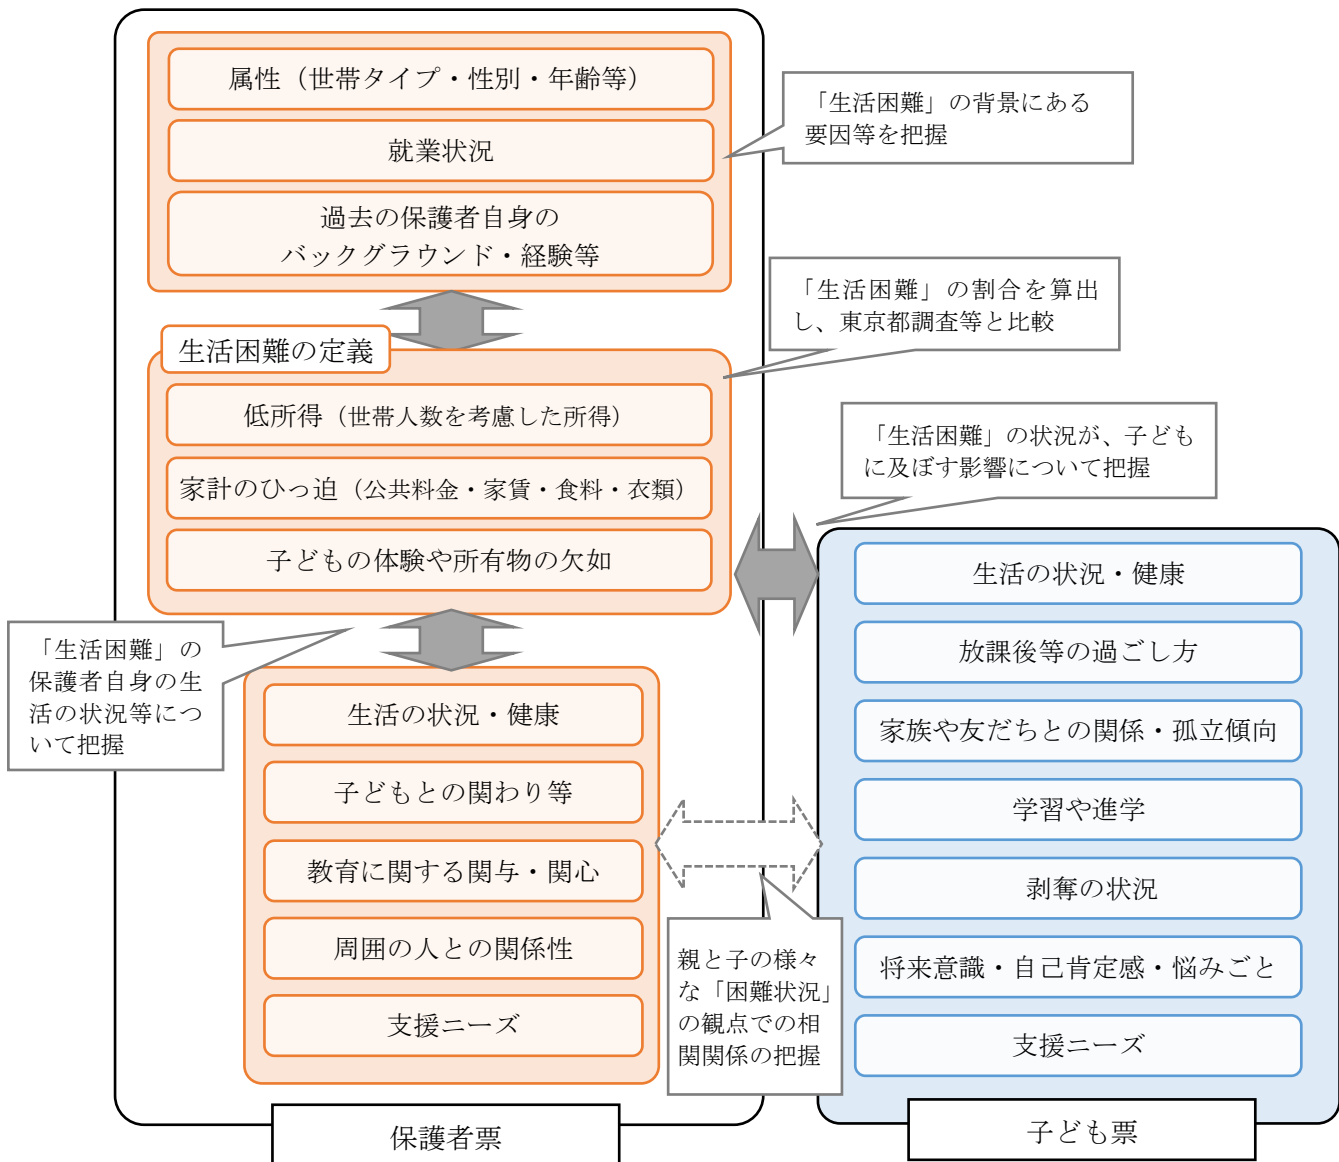 属性（世帯タイプ・性別・年齢等）
就業状況
過去の保護者自身の
バックグラウンド・経験等
「生活困難」の背景にある
要因等を把握
「生活困難」の割合を算出
し、東京都調査等と比較
生活困難の定義
低所得（世帯人数を考慮した所得）
家計のひっ迫（公共料金・家賃・食料・衣類）
子どもの体験や所有物の欠如
「生活困難」の状況が、子ども
に及ぼす影響について把握
「生活困難」の
保護者自身の生
活の状況等につ
いて把握
生活の状況・健康
子どもとの関わり等
教育に関する関与・関心
周囲の人との関係性
支援ニーズ
親と子の様々
な「困難状況」
の観点での相
関関係の把握
保護者票
生活の状況・健康
放課後等の過ごし方
家族や友だちとの関係・孤立傾向
学習や進学
剥奪の状況
将来意識・自己肯定感・悩みごと
支援ニーズ
子ども票